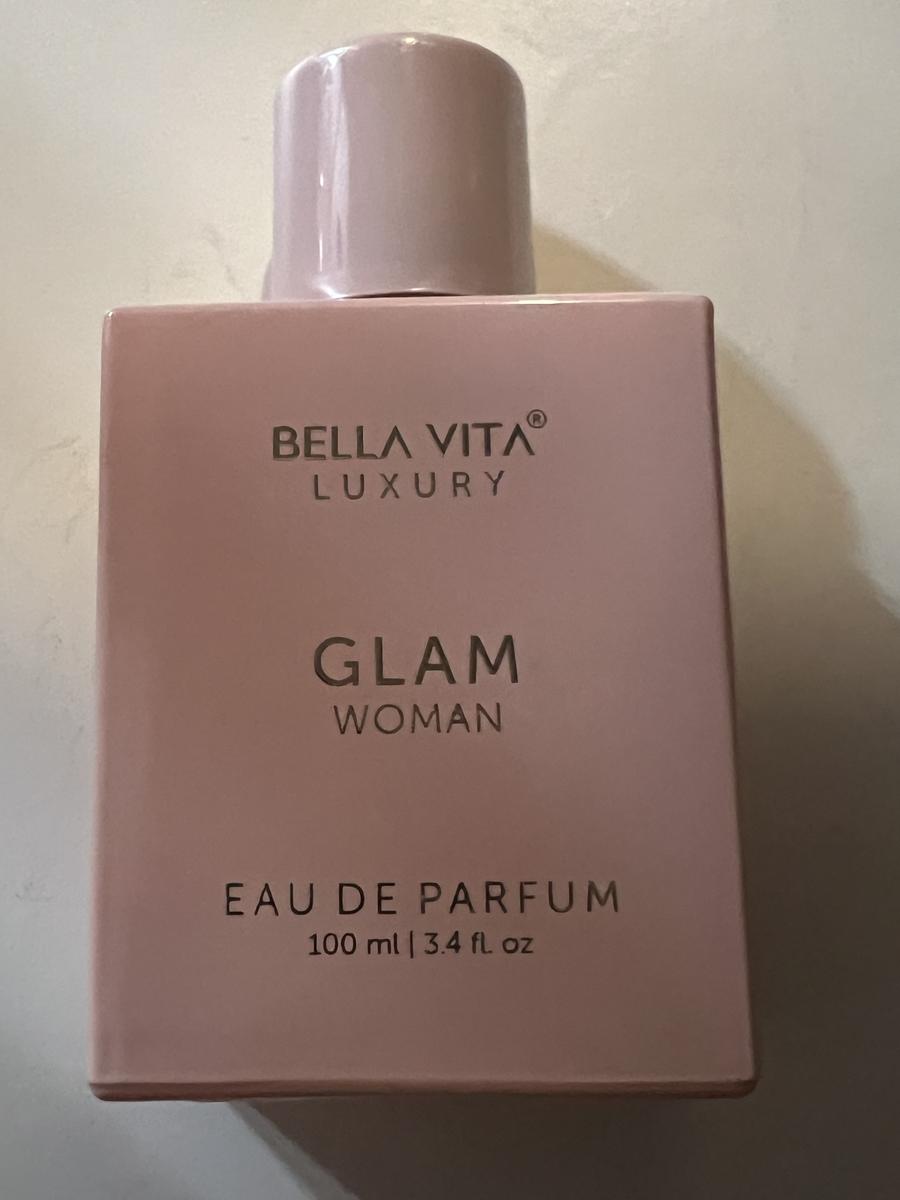 BELLA VITA®
LUXURY
GLAM
WOMAN
EAU DE PARFUM
100 ml | 3.4 fl. oz